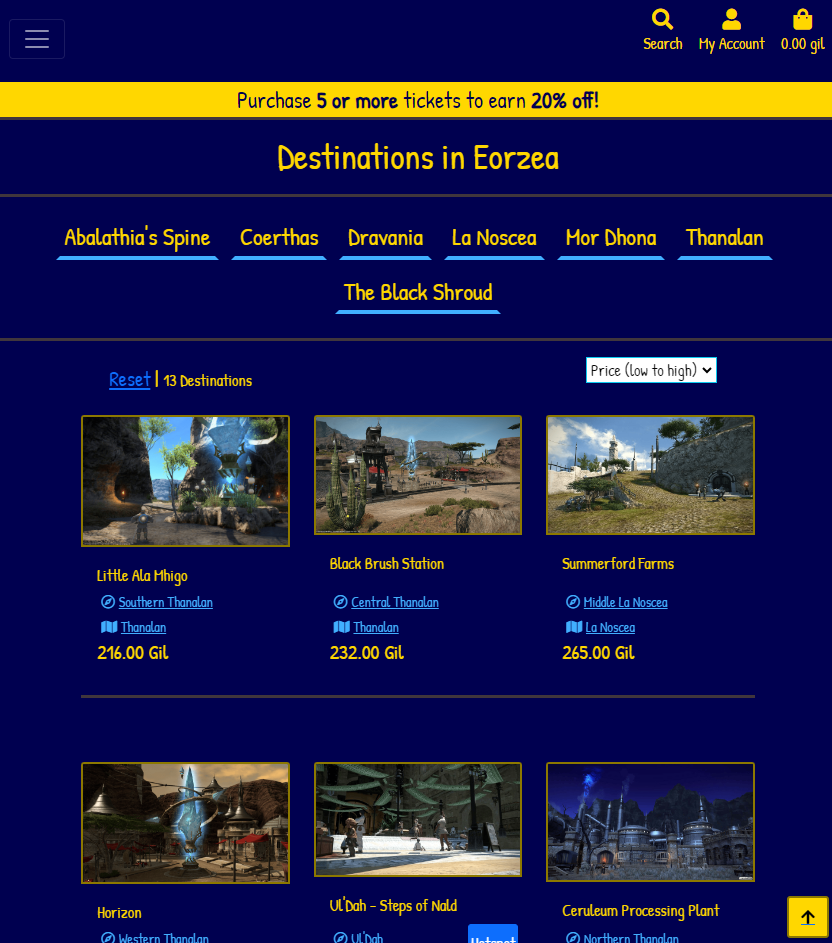 Search My Account 0.00 gil
Purchase 5 or more tickets to earn 20% off!
Destinations in Eorzea
Abalathia's Spine Coerthas Dravania La Noscea Mor Dhona Thanalan
The Black Shroud
Reset | 13 Destinations Price (low to high)
Little Ala Mhigo
Southern Thanalan
Thanalan
216.00 Gil
Black Brush Station
Central Thanalan
Thanalan
232.00 Gil
Summerford Farms
Middle La Noscea
La Noscea
265.00 Gil
Horizon
Western Thanalan
Ul'Dah - Steps of Nald
Ul'Dah
Hotspot
Ceruleum Processing Plant
Northern Thanalan